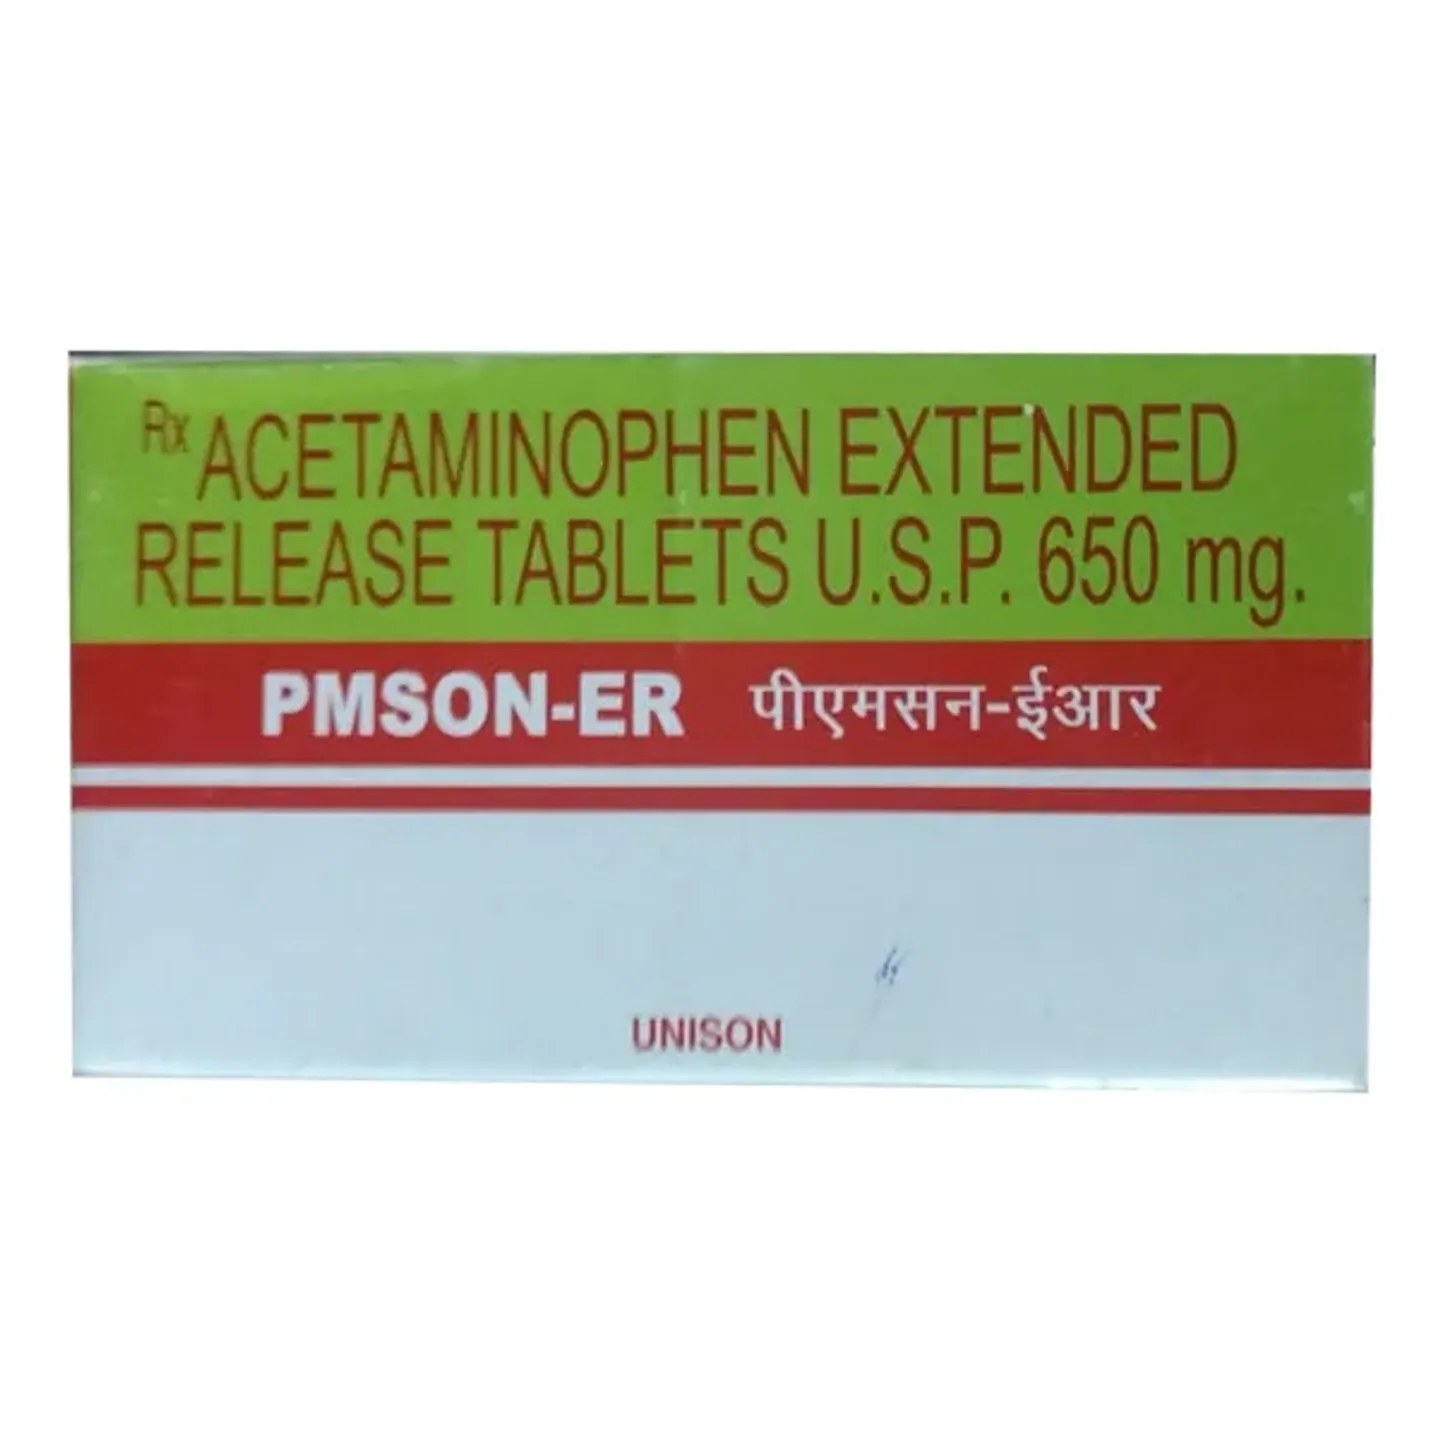 Rx ACETAMINOPHEN EXTENDED
RELEASE TABLETS U.S.P. 650 mg.
PMSON-ER पीएमसन-ईआर
UNISON